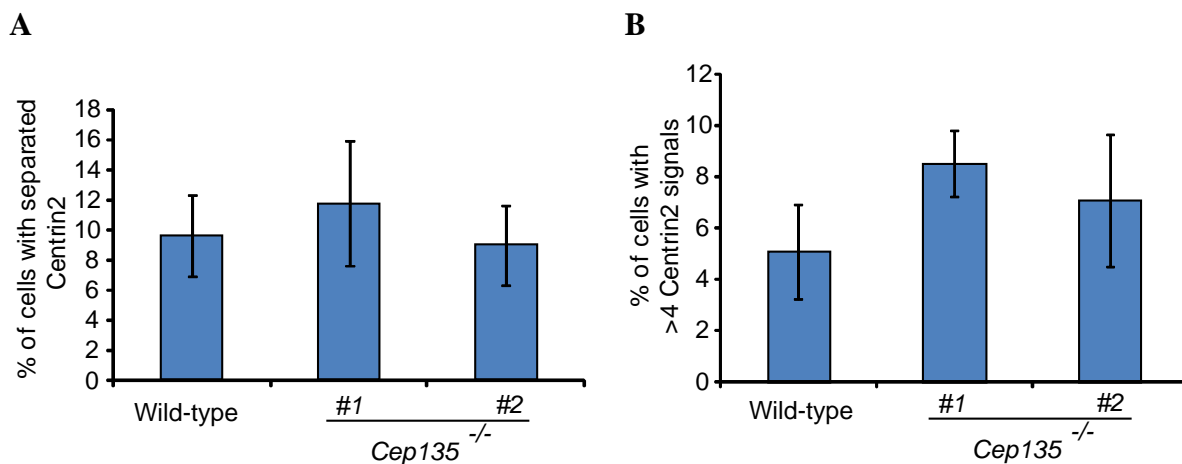 A
% of cells with separated
Centrin2
18
16
14
12
10
8
6
4
2
0
Wild-type
#1
#2
Cep135 -/-
B
% of cells with
>4 Centrin2 signals
12
10
8
6
4
2
0
Wild-type
#1
#2
Cep135 -/-